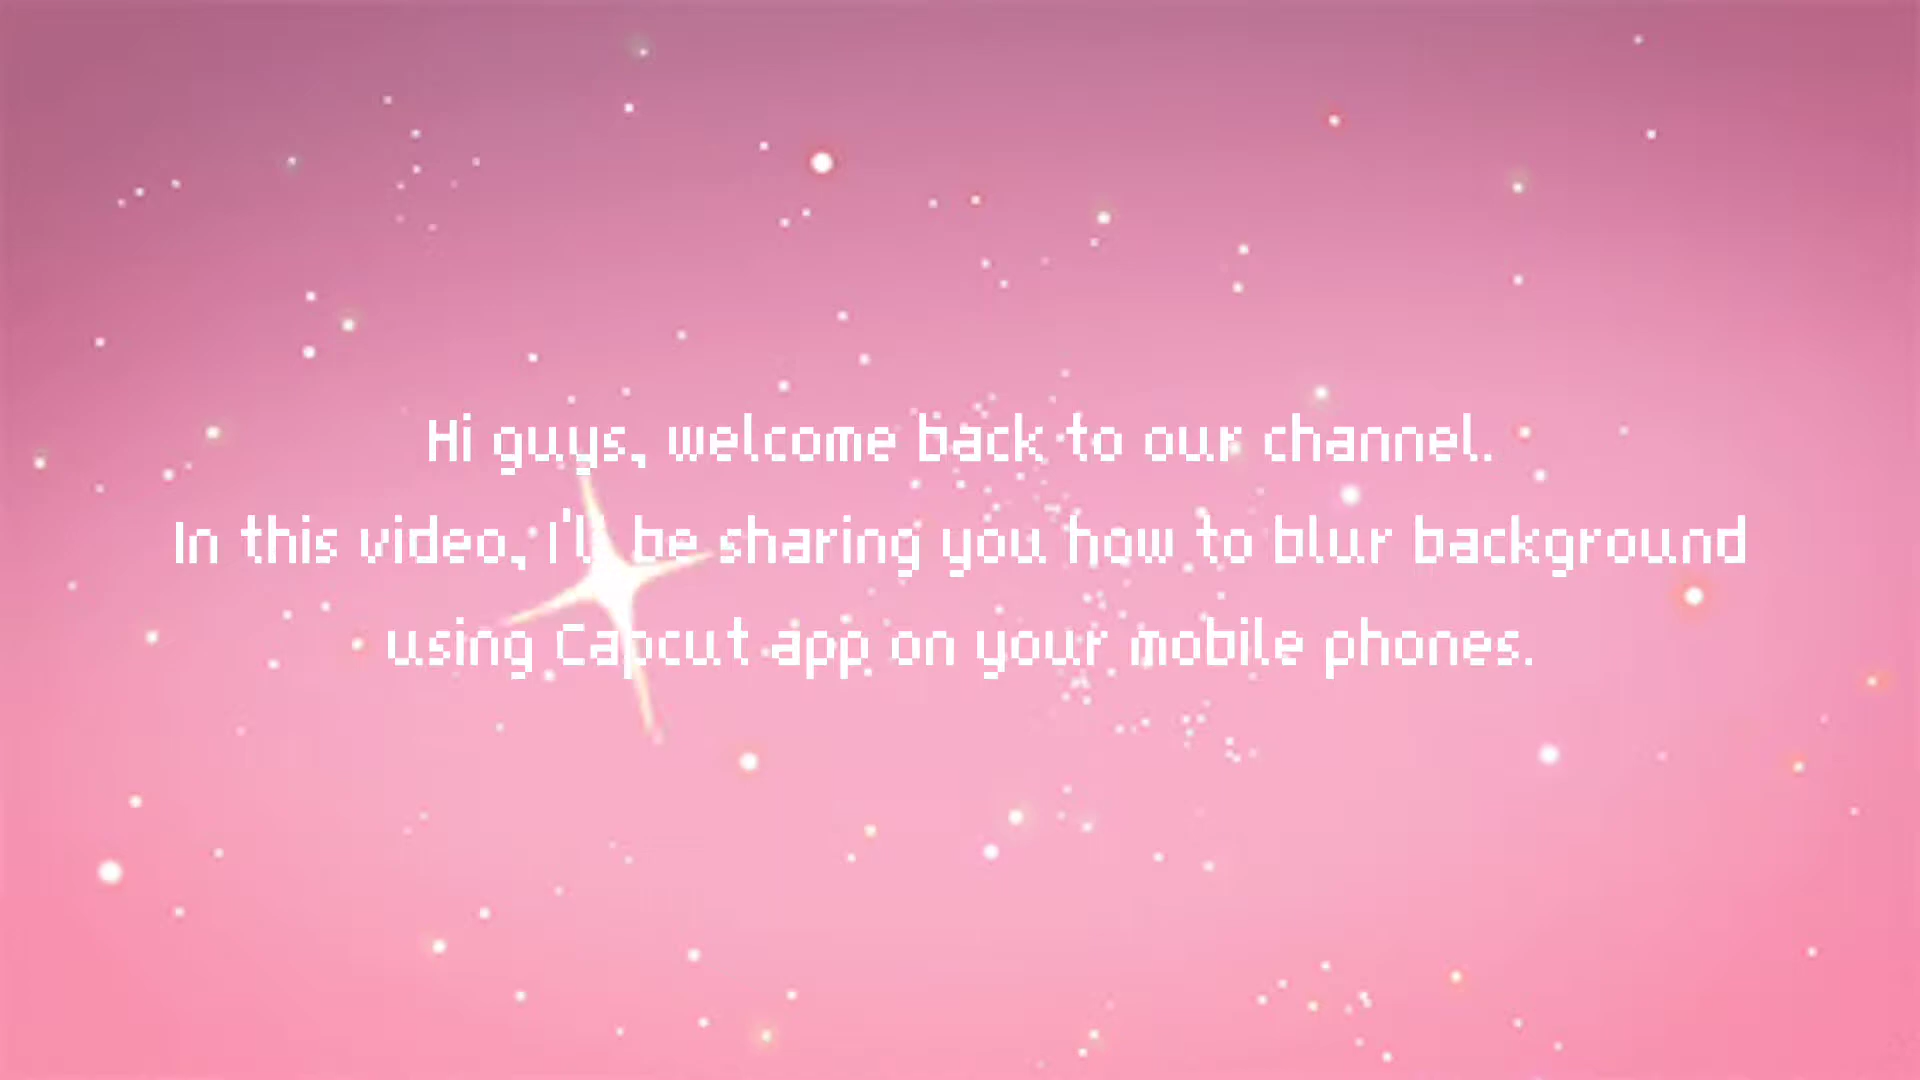 Hi guys, welcome back to our channel.
In this video, I'll be sharing you how to blur background
using Capcut app on your mobile phones.